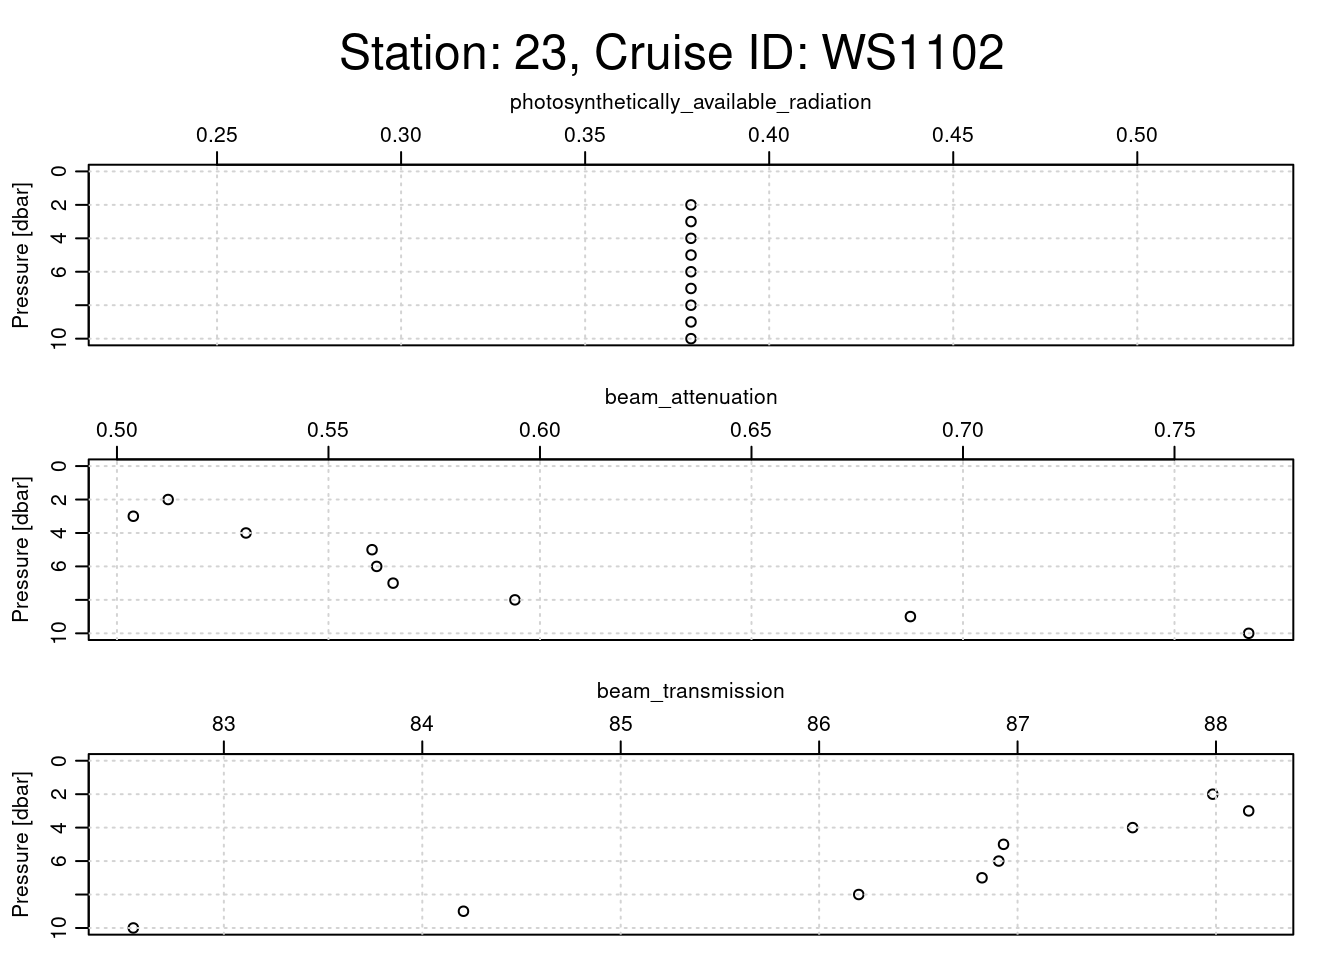 Station: 23, Cruise ID: WS1102
photosynthetically_available_radiation
0.25 0.30 0.35 0.40 0.45 0.50
Pressure [dbar]
0
2
4
6
10
beam_attenuation
0.50 0.55 0.60 0.65 0.70 0.75
Pressure [dbar]
0
2
4
6
10
beam_transmission
83 84 85 86 87 88
Pressure [dbar]
0
2
4
6
10